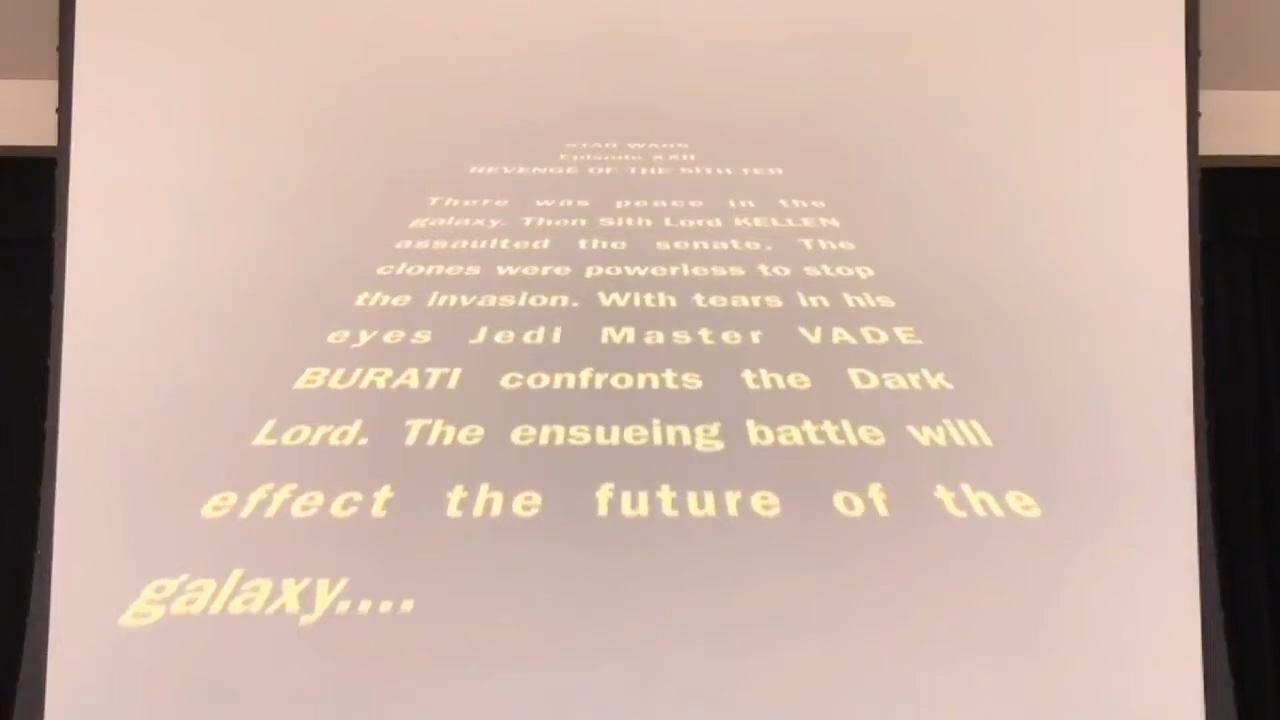 STAR WARS
Episode XXII
REVENGE OF THE SITH TED
There was peace in the
galaxy. Then Sith Lord KELLEN
assaulted the senate. The
clones were powerless to stop
the invasion. With tears in his
eyes Jedi Master VADE
BURATI confronts the Dark
Lord. The ensueing battle will
effect the future of the
galaxy....